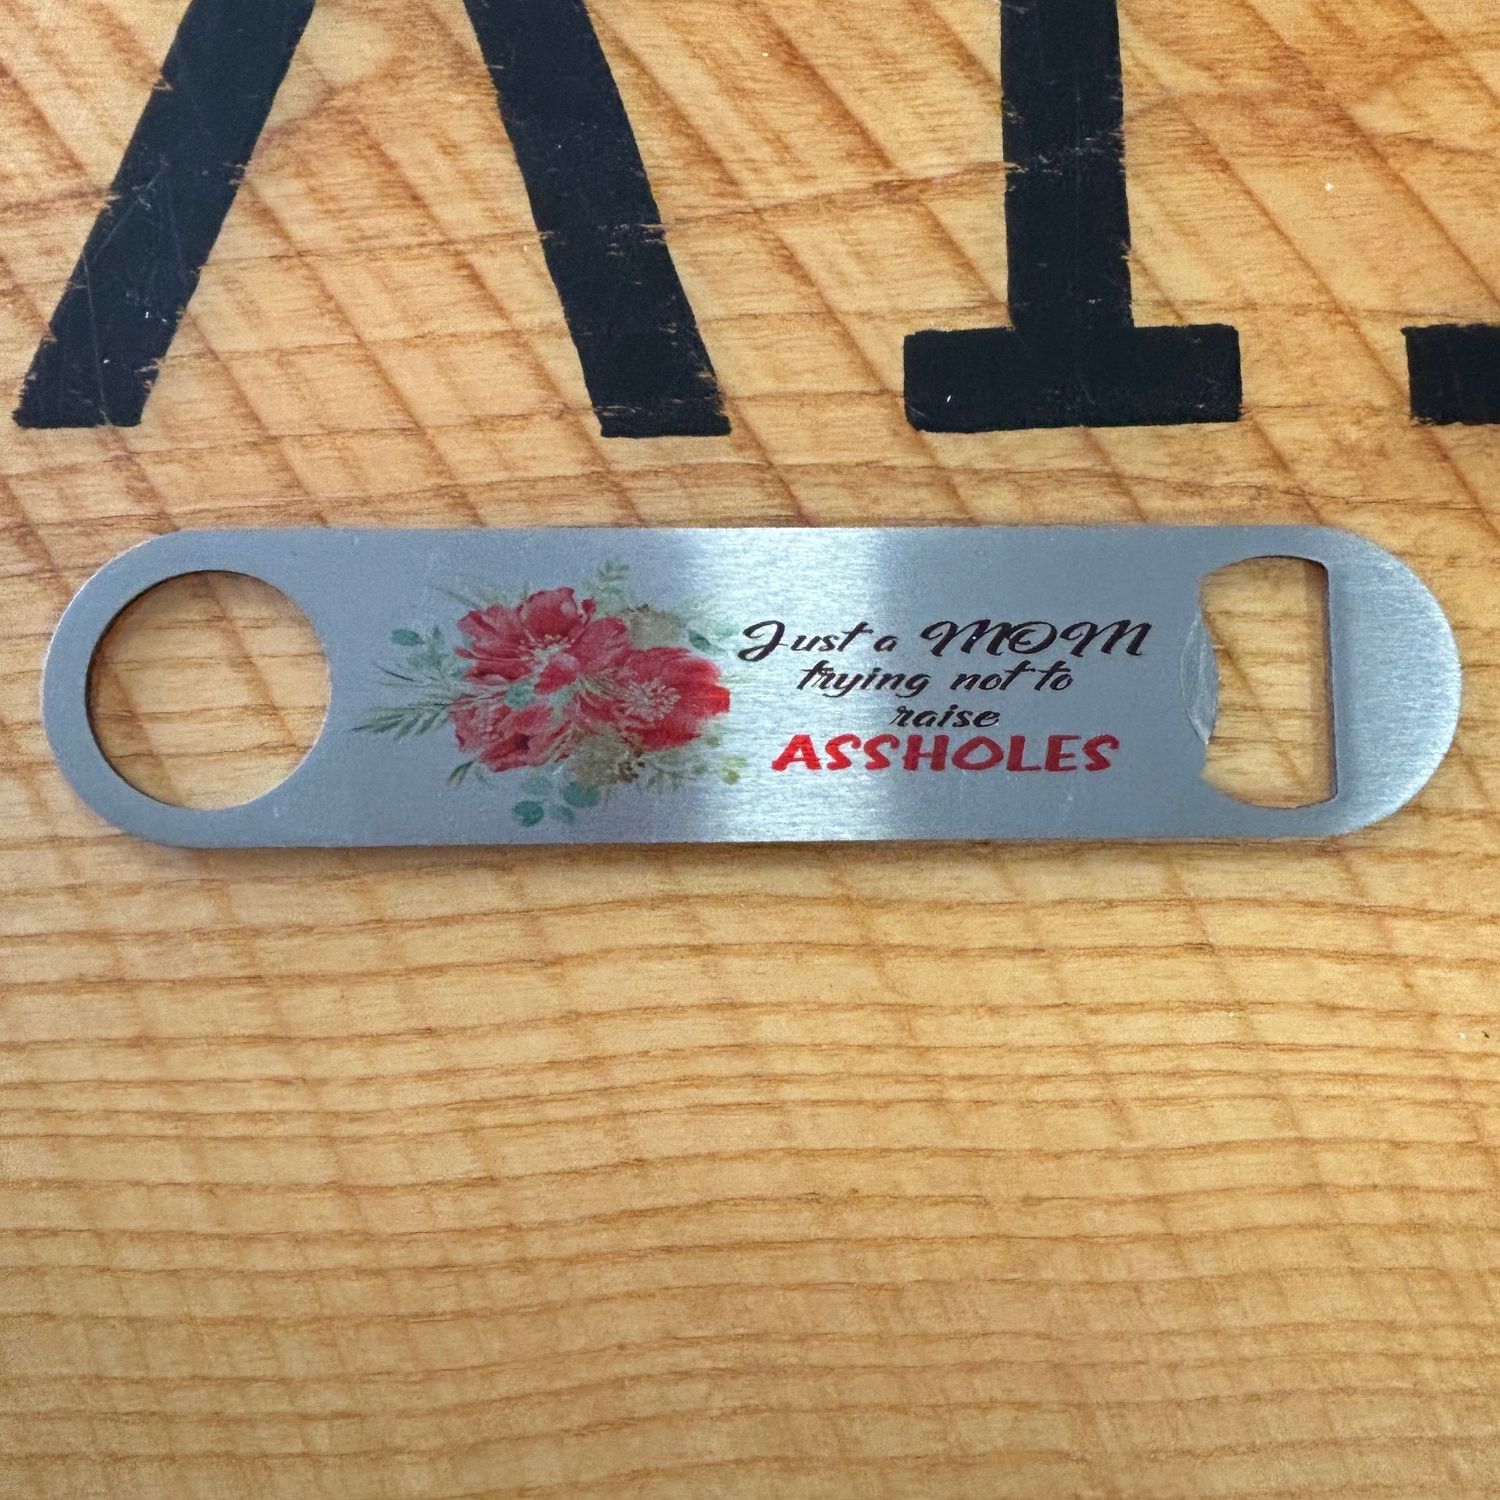 Just a MOM
trying not to
raise
ASSHOLES